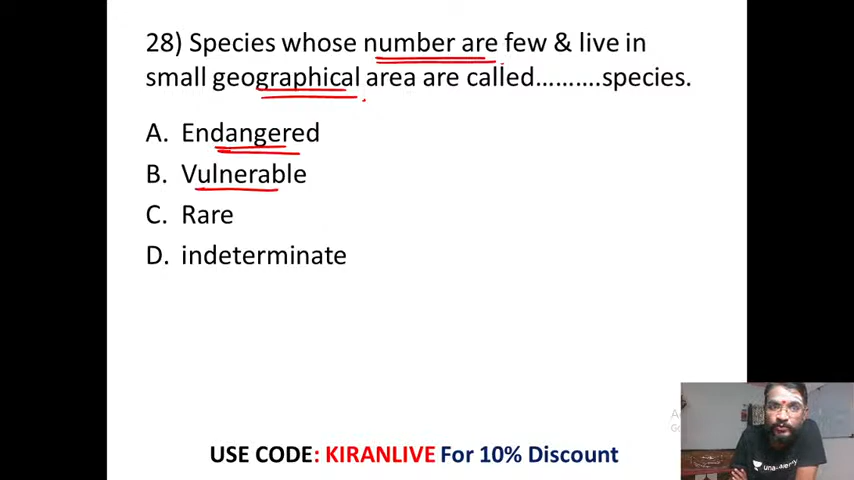 28) Species whose number are few & live in
small geographical area are called..........species.
A. Endangered
B. Vulnerable
C. Rare
D. indeterminate
USE CODE: KIRANLIVE For 10% Discount